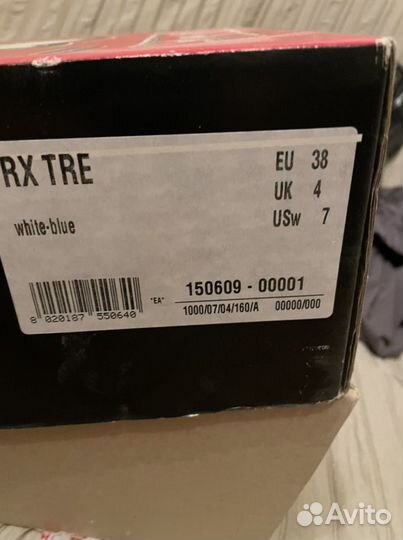 RX TRE
EU 38
UK 4
USw 7
white-blue
8 020187 550640
"EA"
150609 - 00001
1000/07/04/160/A 00000/000
Avito